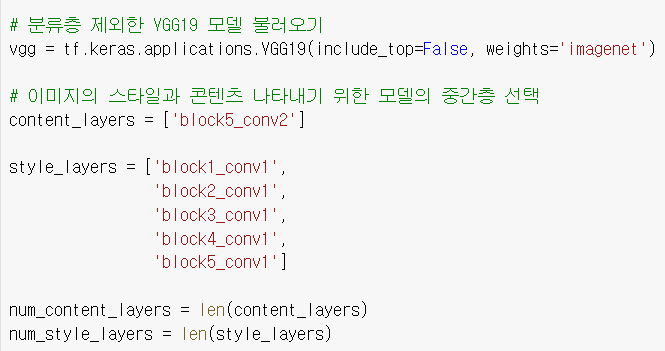 # 분류층 제외한 VGG19 모델 불러오기
vgg = tf.keras.applications.VGG19(include_top=False, weights='imagenet')
# 이미지의 스타일과 콘텐츠 나타내기 위한 모델의 중간층 선택
content_layers = ['block5_conv2']
style_layers = ['block1_conv1',
'block2_conv1',
'block3_conv1',
'block4_conv1',
'block5_conv1']
num_content_layers = len(content_layers)
num_style_layers = len(style_layers)